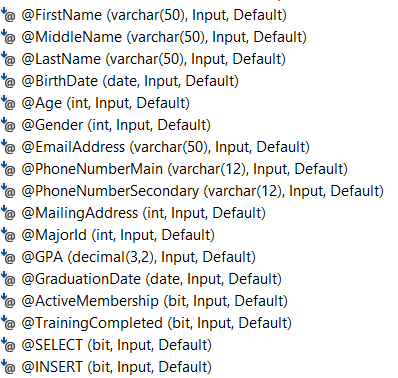 @FirstName (varchar(50), Input, Default)
@MiddleName (varchar(50), Input, Default)
@LastName (varchar(50), Input, Default)
@BirthDate (date, Input, Default)
@Age (int, Input, Default)
@Gender (int, Input, Default)
@EmailAddress (varchar(50), Input, Default)
@PhoneNumberMain (varchar(12), Input, Default)
@PhoneNumberSecondary (varchar(12), Input, Default)
@MailingAddress (int, Input, Default)
@MajorId (int, Input, Default)
@GPA (decimal(3,2), Input, Default)
@GraduationDate (date, Input, Default)
@ActiveMembership (bit, Input, Default)
@TrainingCompleted (bit, Input, Default)
@SELECT (bit, Input, Default)
@INSERT (bit, Input, Default)